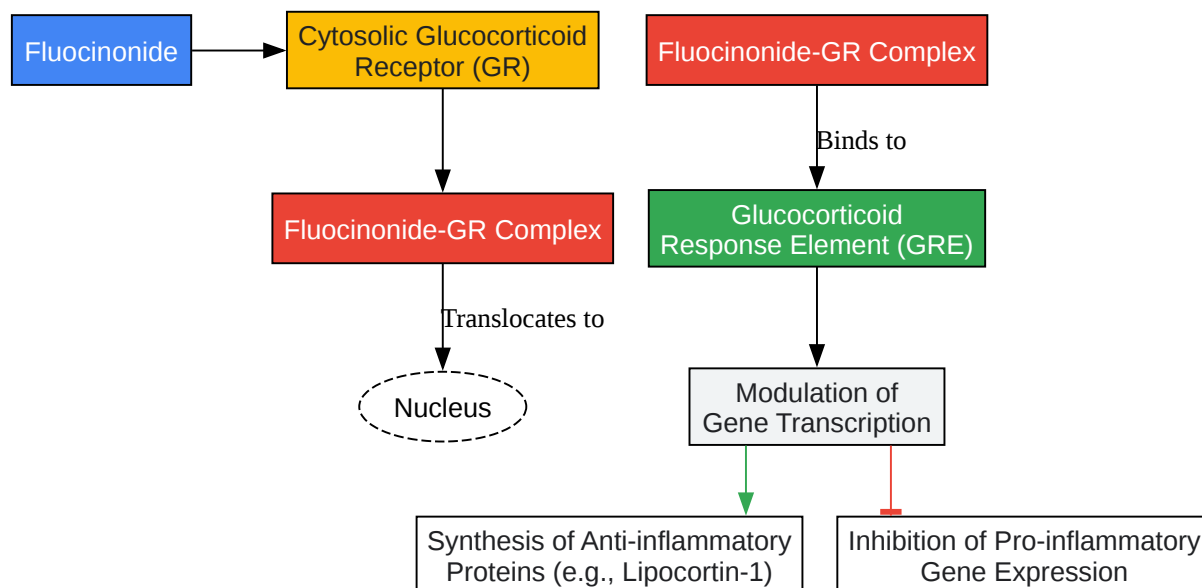 Fluocinonide
Cytosolic Glucocorticoid
Receptor (GR)
Fluocinonide-GR Complex
Translocates to
Nucleus
Fluocinonide-GR Complex
Binds to
Glucocorticoid
Response Element (GRE)
Modulation of
Gene Transcription
Synthesis of Anti-inflammatory
Proteins (e.g., Lipocortin-1)
Inhibition of Pro-inflammatory
Gene Expression